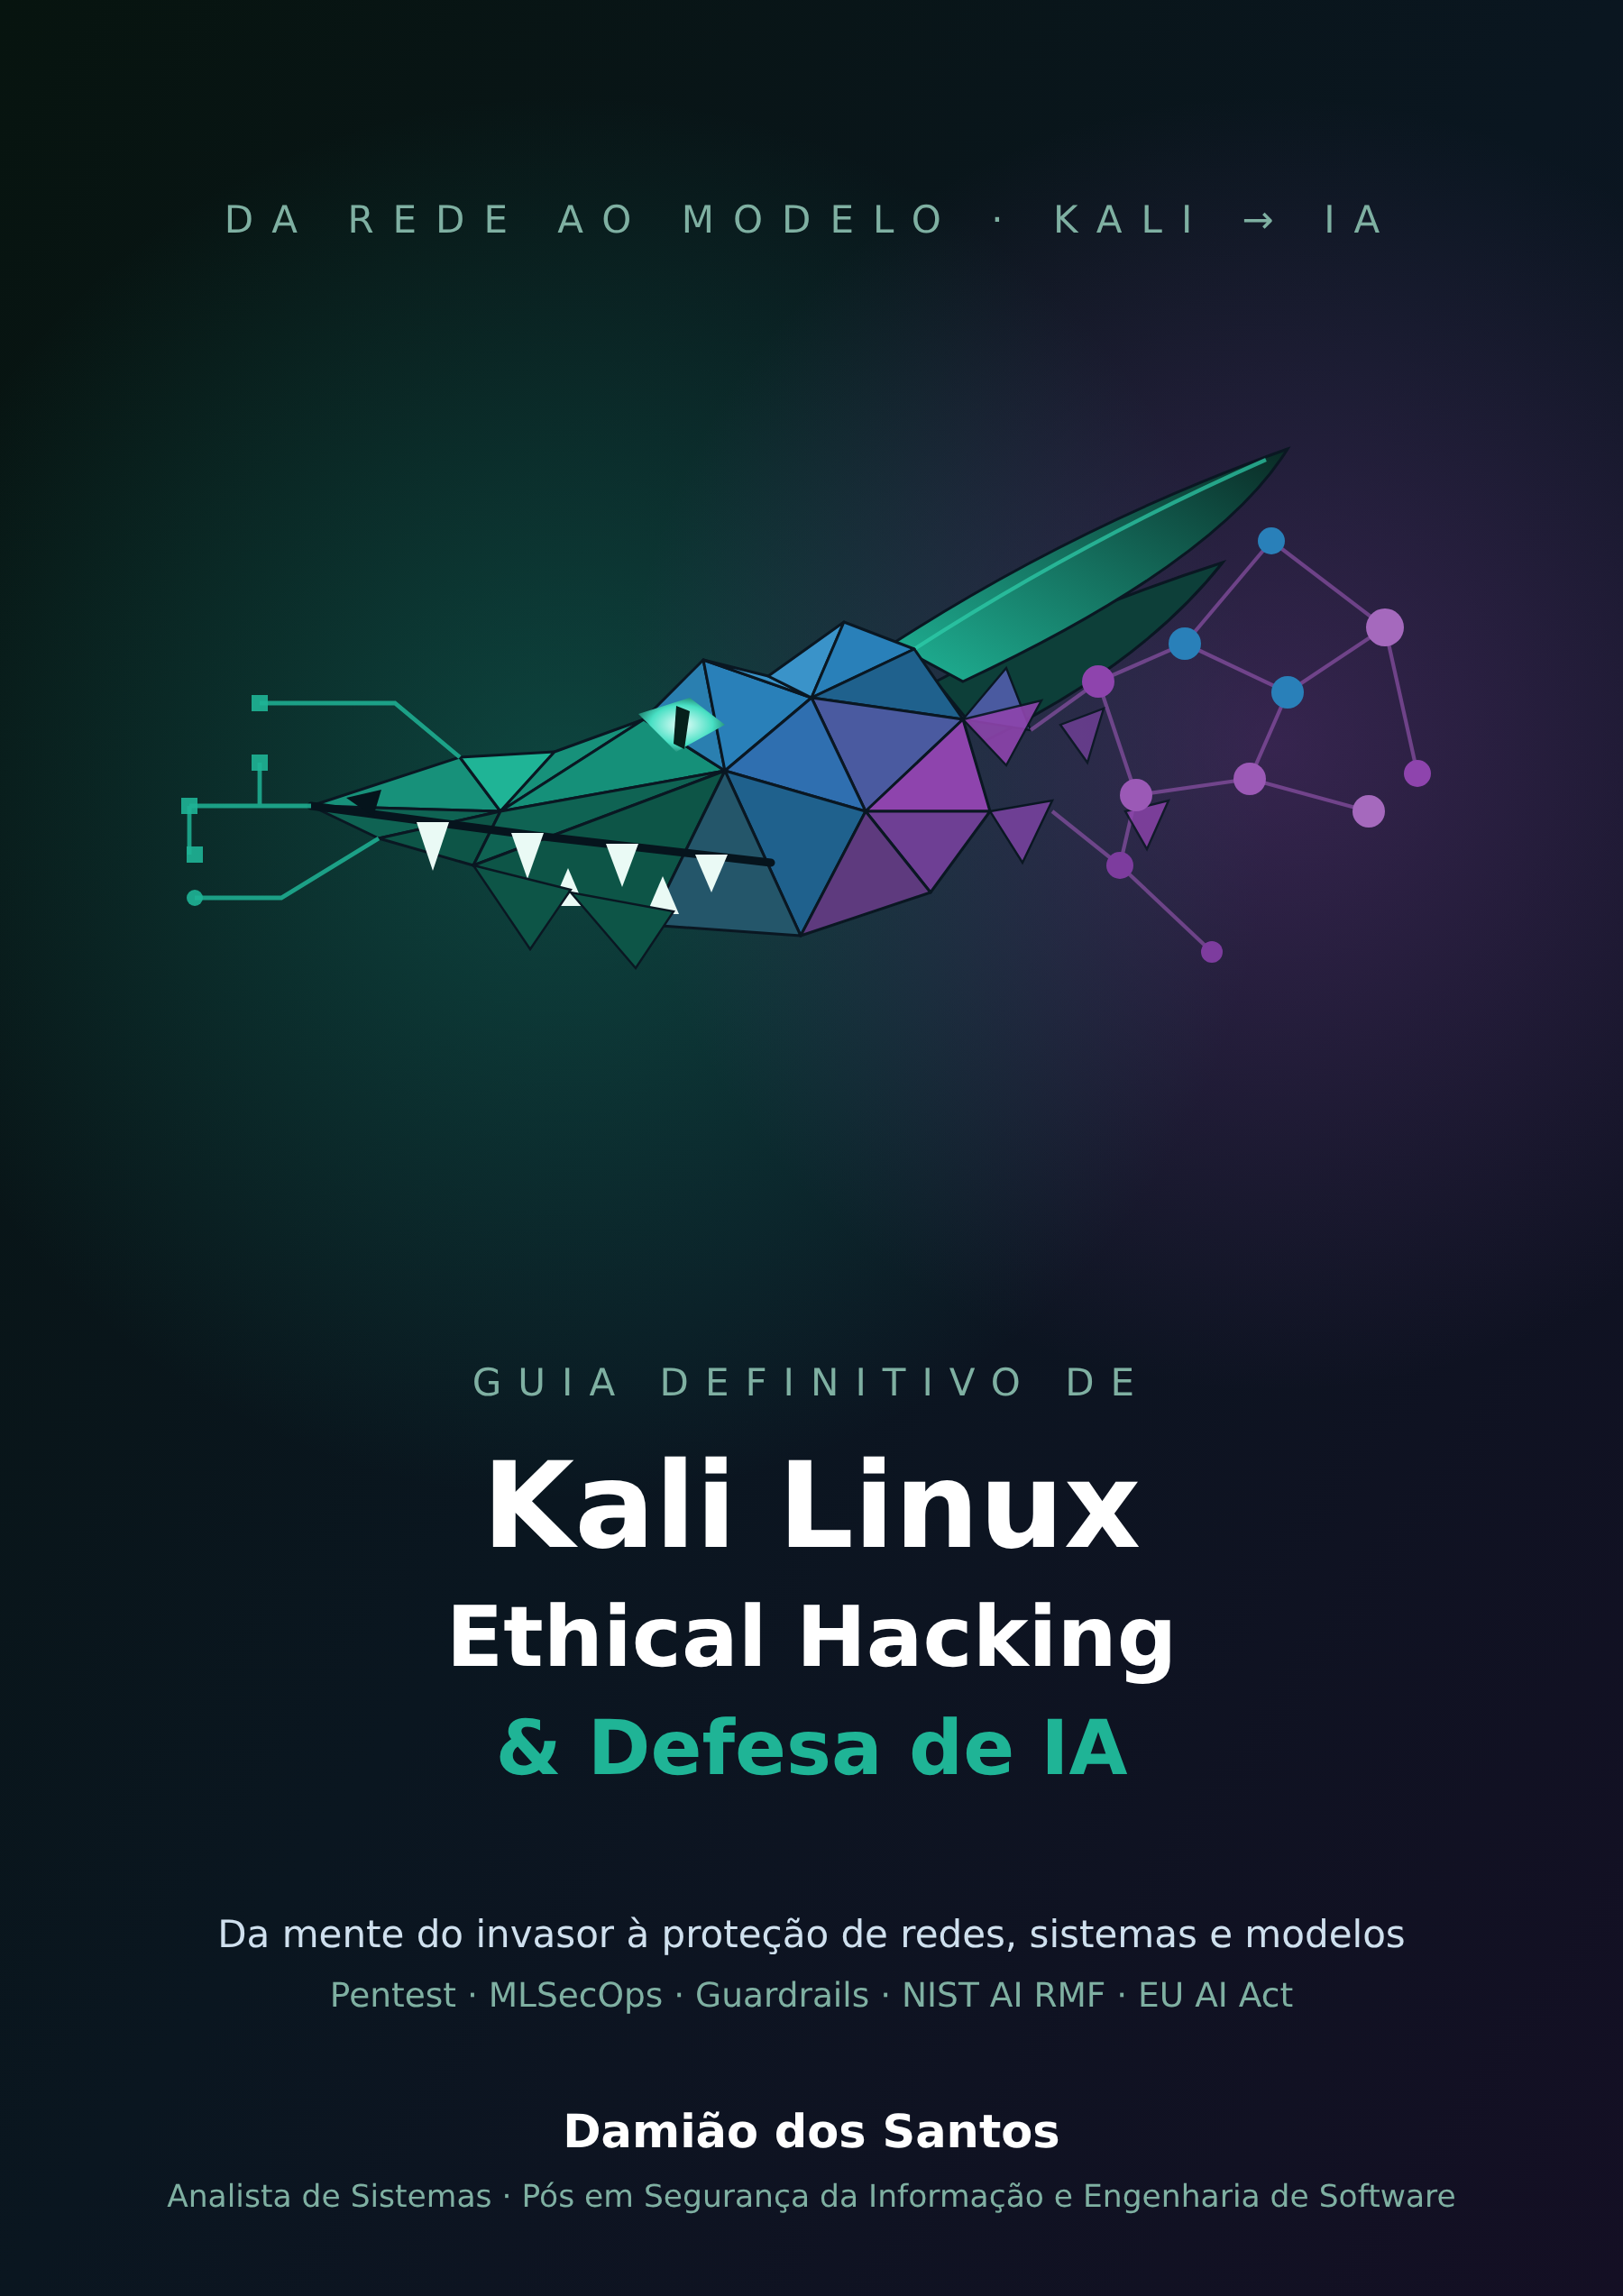 DA REDE AO MODELO · KALI → IA
GUIA DEFINITIVO DE
Kali Linux
Ethical Hacking
& Defesa de IA
Da mente do invasor à proteção de redes, sistemas e modelos
Pentest · MLSecOps · Guardrails · NIST AI RMF · EU AI Act
Damião dos Santos
Analista de Sistemas · Pós em Segurança da Informação e Engenharia de Software